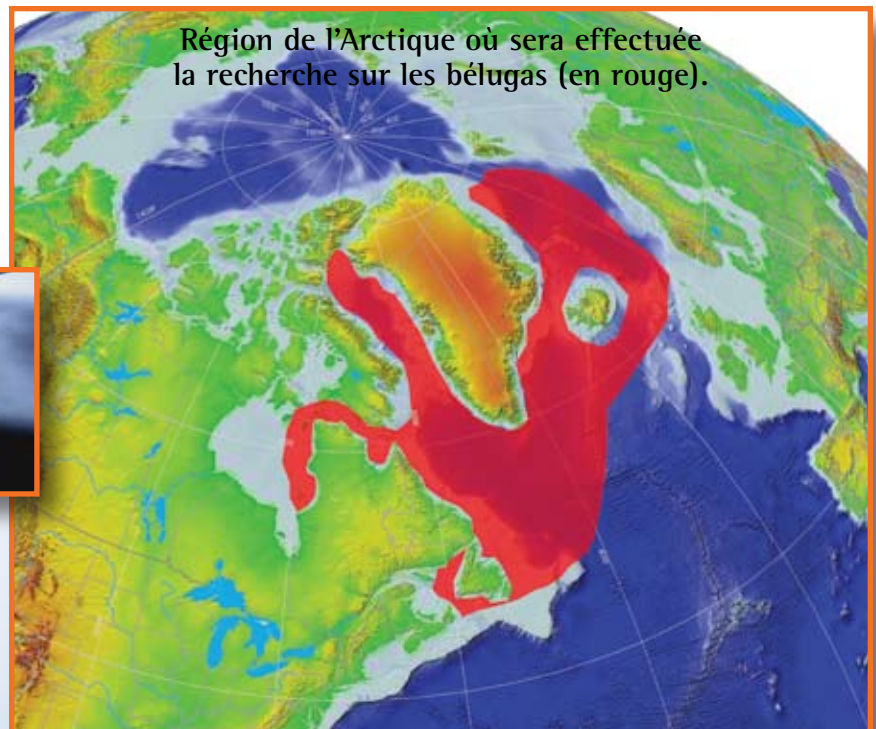 Région de l'Arctique où sera effectuée
la recherche sur les bélugas (en rouge).